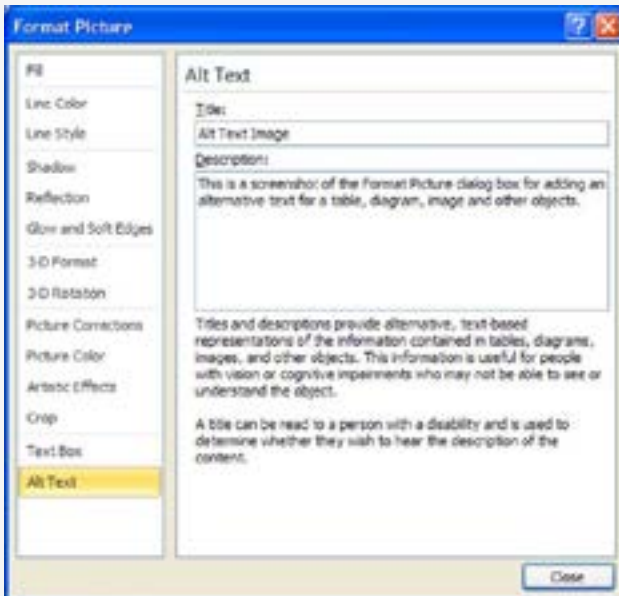 Format Picture
Fill
Line Color
Line Style
Shadow
Reflection
Glow and Soft Edges
3-D Format
3-D Rotation
Picture Corrections
Picture Color
Artistic Effects
Crop
Text Box
Alt Text
Alt Text
Title:
Alt Text Image
Description:
This is a screenshot of the Format Picture dialog box for adding an
alternative text for a table, diagram, image and other objects.
Titles and descriptions provide alternative, text-based
representations of the information contained in tables, diagrams,
images, and other objects. This information is useful for people
with vision or cognitive impairments who may not be able to see or
understand the object.
A title can be read to a person with a disability and is used to
determine whether they wish to hear the description of the
content.
Close